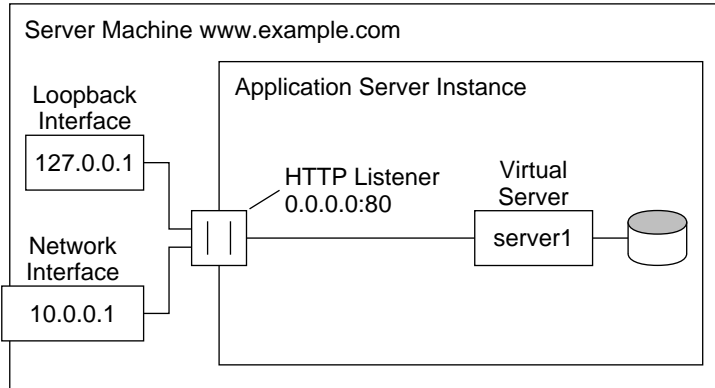 Server Machine www.example.com
Application Server Instance
Loopback
Interface
127.0.0.1
HTTP Listener
0.0.0.0:80
Virtual
Server
server1
Network
Interface
10.0.0.1